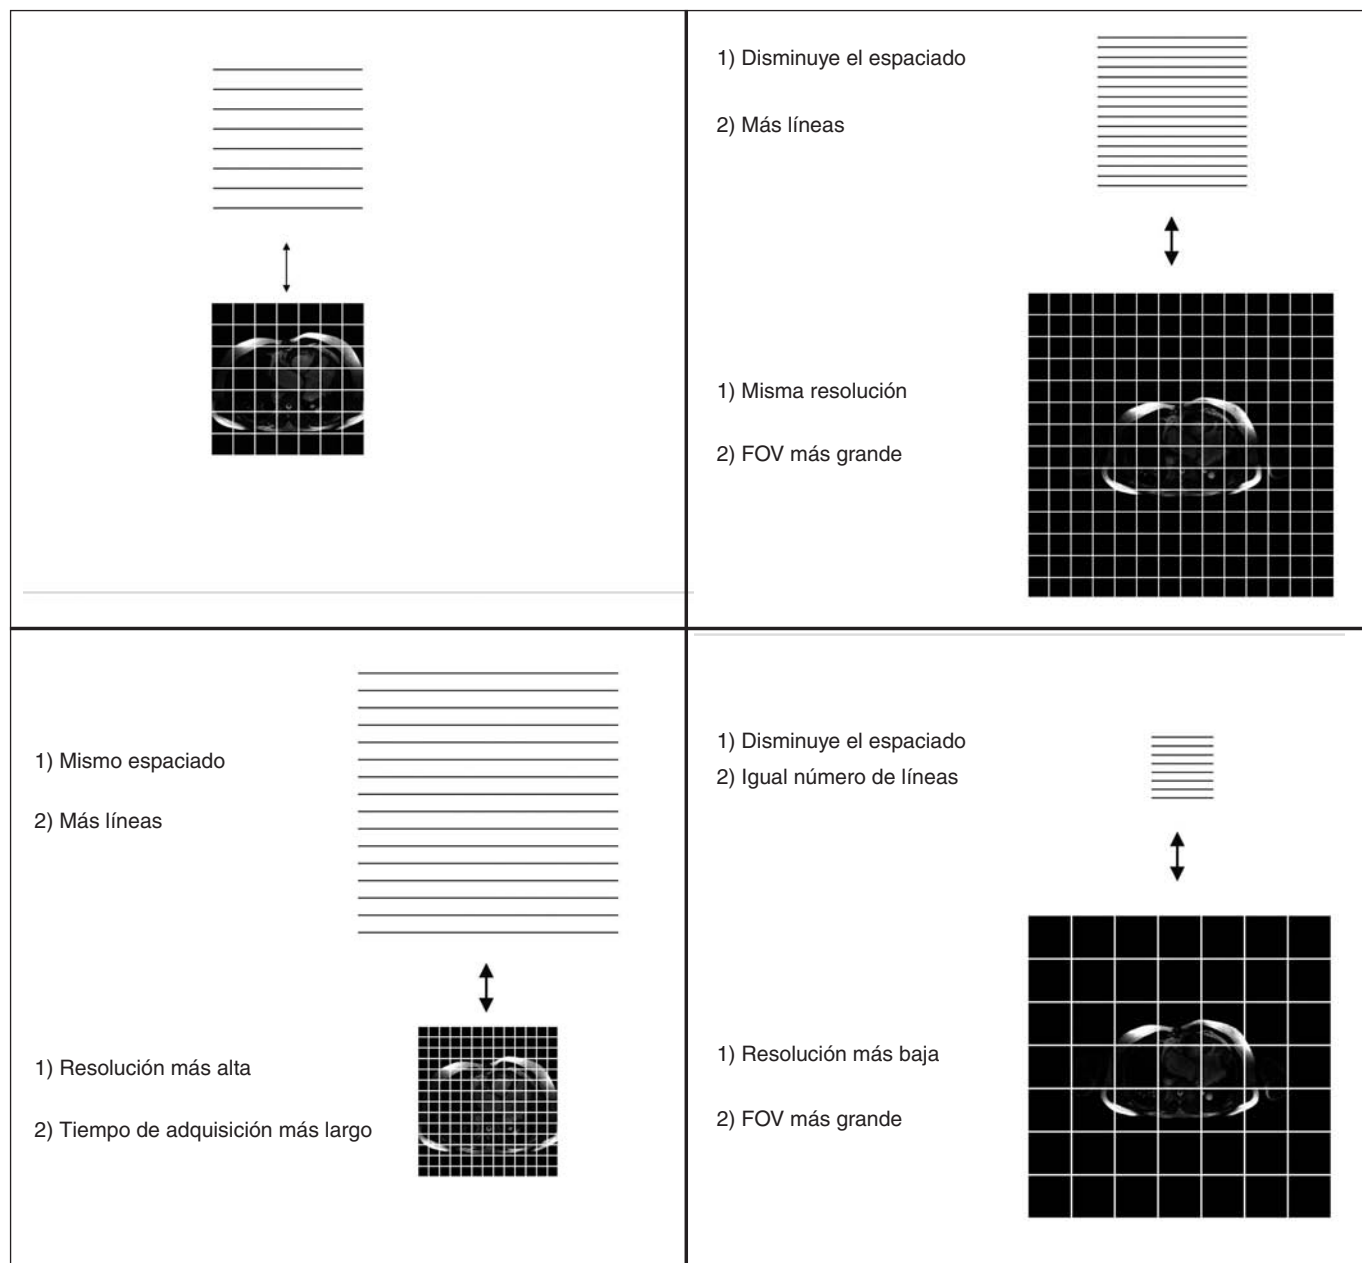 1) Disminuye el espaciado
2) Más líneas
1) Misma resolución
2) FOV más grande
1) Mismo espaciado
2) Más líneas
1) Resolución más alta
2) Tiempo de adquisición más largo
1) Disminuye el espaciado
2) Igual número de líneas
1) Resolución más baja
2) FOV más grande